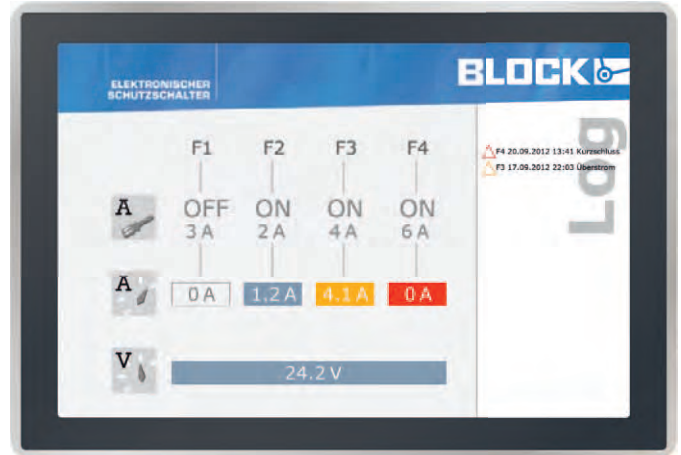 ELEKTRONISCHER
SCHUTZSCHALTER
BLOCK
F1 F2 F3 F4
A OFF ON ON ON
3 A 2 A 4 A 6 A
A 0 A 1.2 A 4.1 A 0 A
V 24.2 V
F4 20.09.2012 13:41 Kurzschluss
F3 17.09.2012 22:03 Überstrom
Log